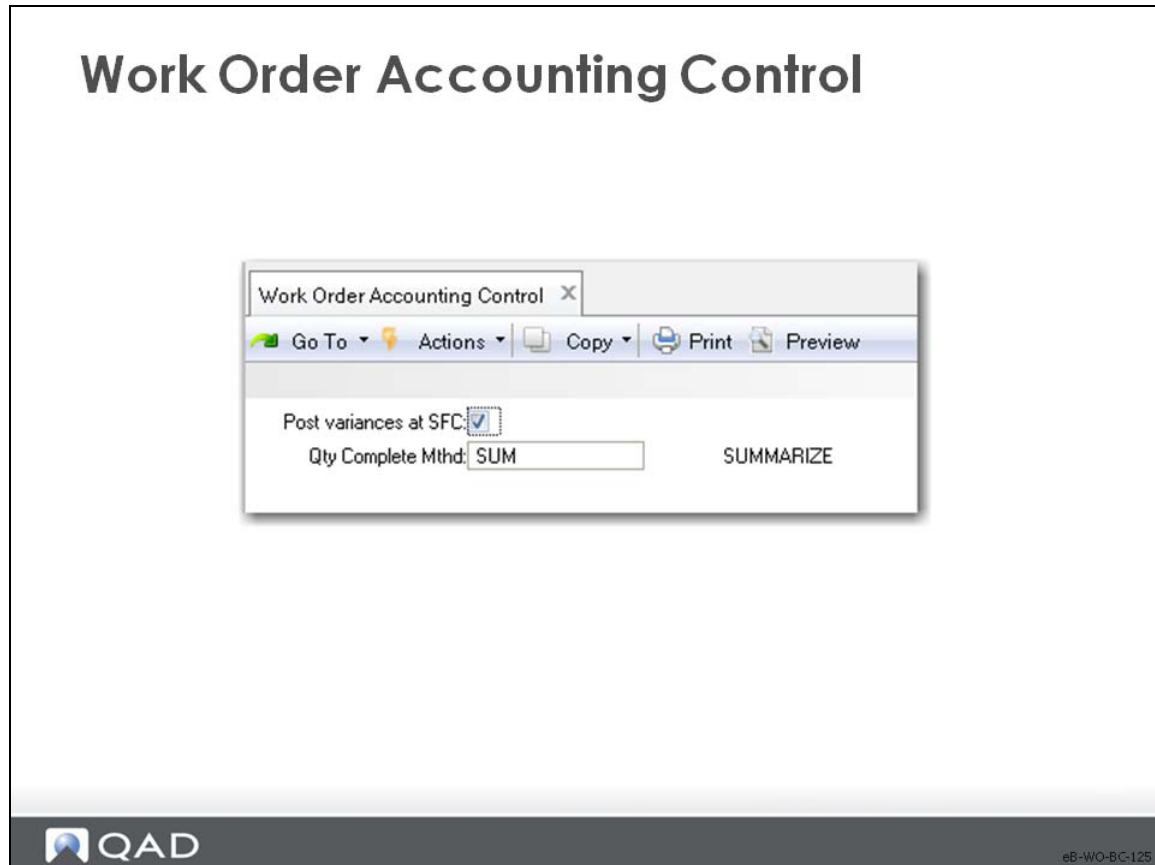 Work Order Accounting Control
Work Order Accounting Control
Go To Actions Copy Print Preview
Post variances at SFC:
Qty Complete Mthd: SUM SUMMARIZE
QAD
eB-WO-BC-125